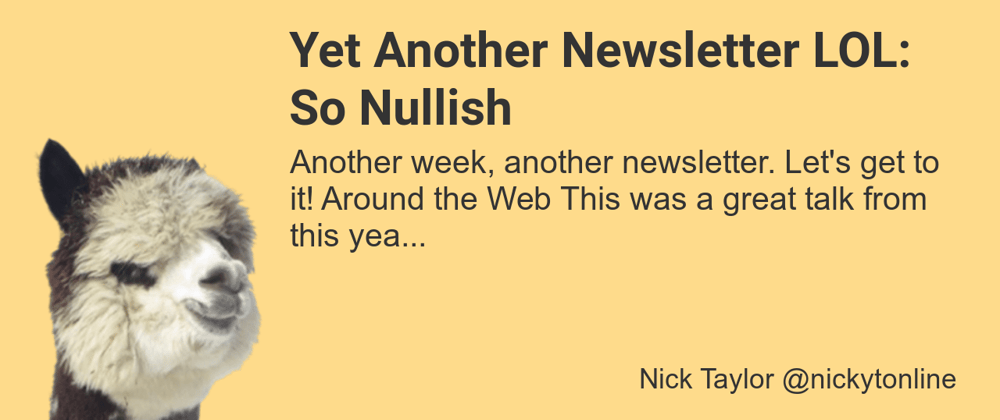 Yet Another Newsletter LOL:
So Nullish
Another week, another newsletter. Let's get to
it! Around the Web This was a great talk from
this yea...
Nick Taylor @nickytonline